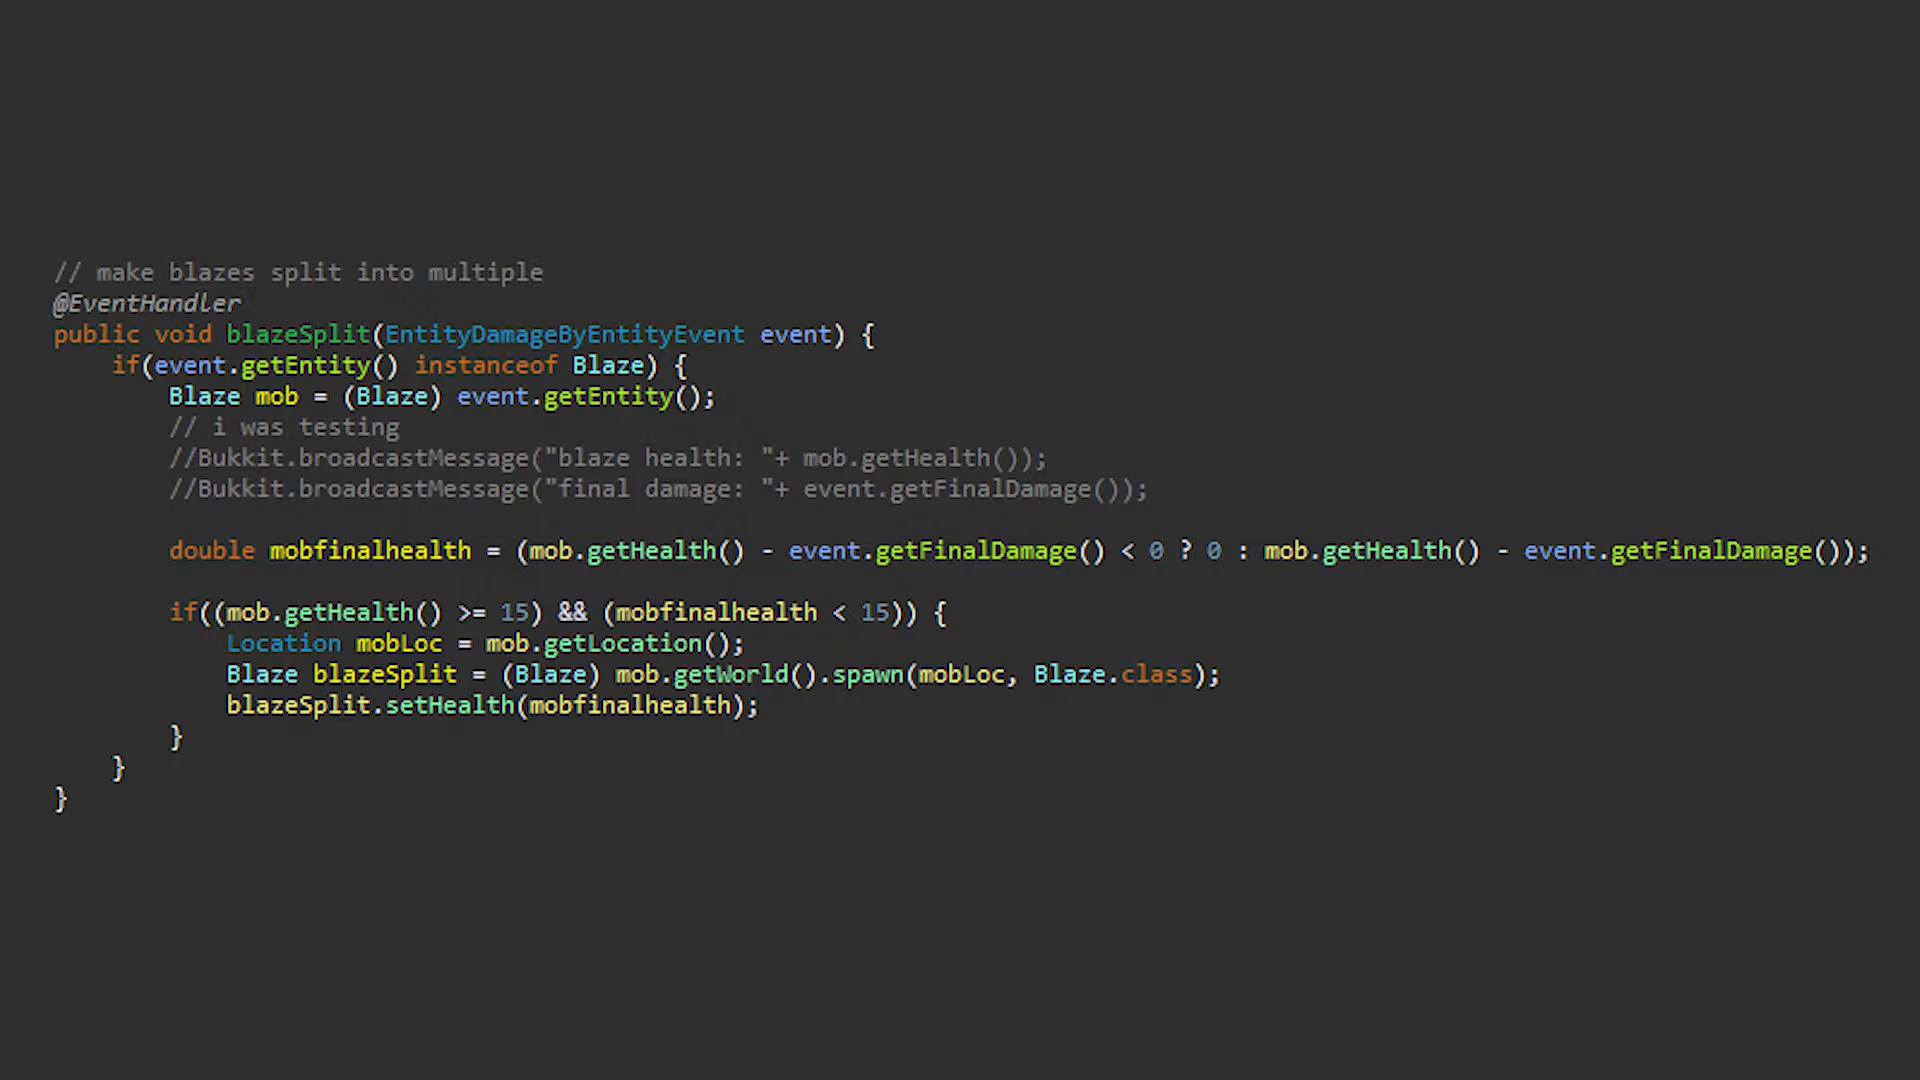 // make blazes split into multiple
@EventHandler
public void blazeSplit(EntityDamageByEntityEvent event) {
if(event.getEntity() instanceof Blaze) {
Blaze mob = (Blaze) event.getEntity();
// i was testing
//Bukkit.broadcastMessage("blaze health: "+ mob.getHealth());
//Bukkit.broadcastMessage("final damage: "+ event.getFinalDamage());
double mobfinalhealth = (mob.getHealth() - event.getFinalDamage() < 0 ? 0 : mob.getHealth() - event.getFinalDamage());
if((mob.getHealth() >= 15) && (mobfinalhealth < 15)) {
Location mobLoc = mob.getLocation();
Blaze blazeSplit = (Blaze) mob.getWorld().spawn(mobLoc, Blaze.class);
blazeSplit.setHealth(mobfinalhealth);
}
}
}